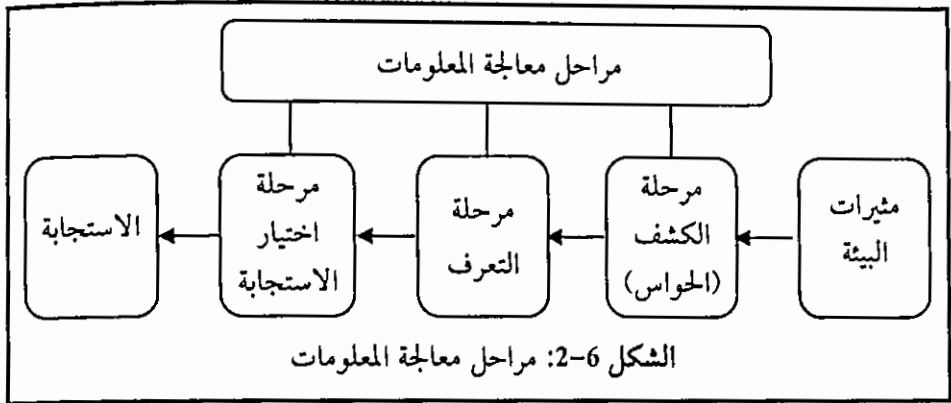 مراحل معالجة المعلومات
مثيرات
البيئة
مرحلة
الكشف
(الحواس)
مرحلة
التعرف
مرحلة
اختيار
الاستجابة
الاستجابة
الشكل 6-2: مراحل معالجة المعلومات